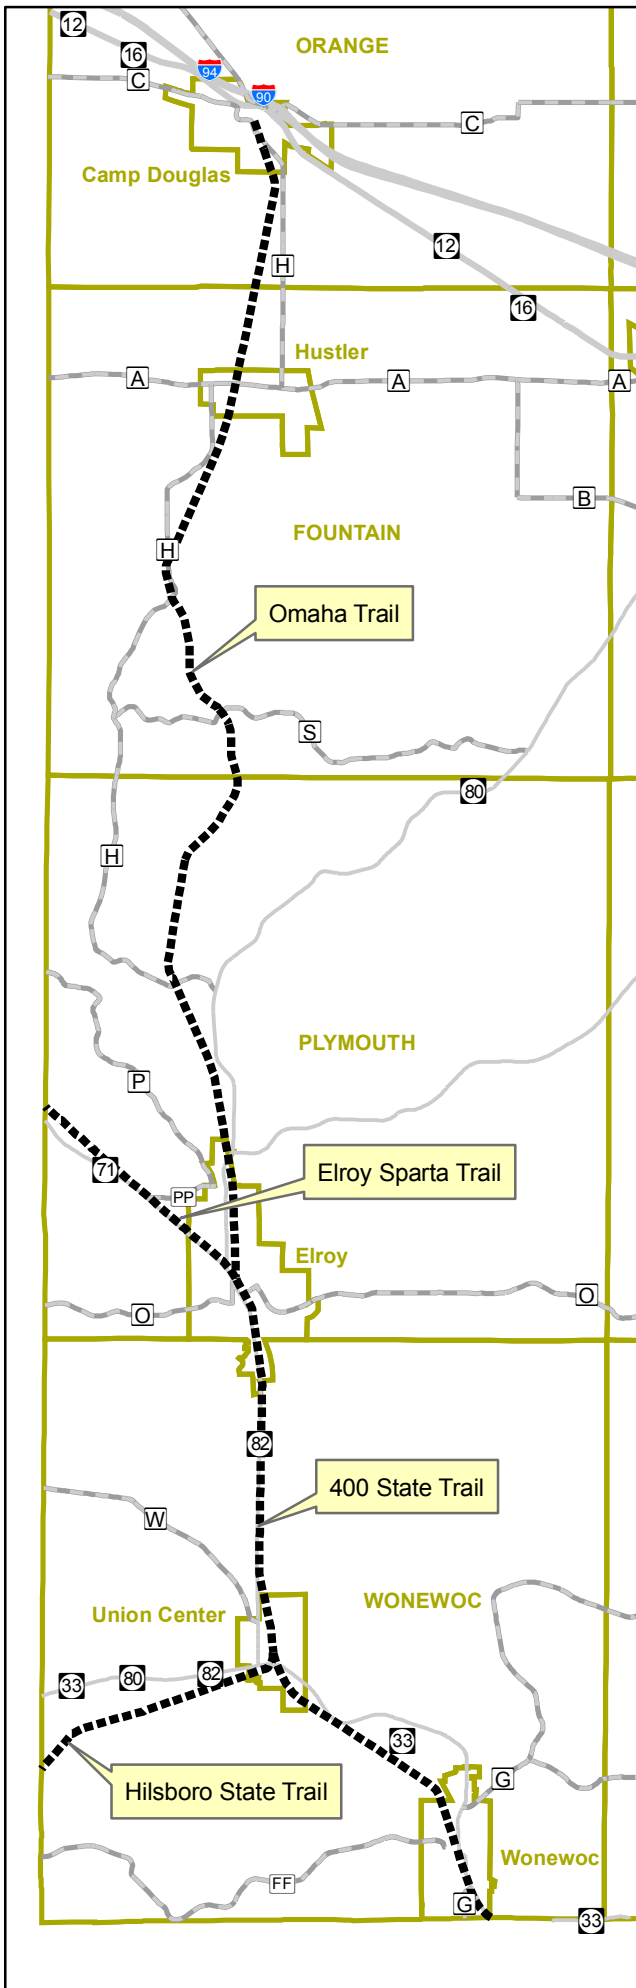 12
ORANGE
16
94
C
90
C
Camp Douglas
12
H
16
Hustler
A
A
A
B
FOUNTAIN
H
Omaha Trail
S
80
H
PLYMOUTH
P
71
Elroy Sparta Trail
PP
Elroy
O
O
82
400 State Trail
W
WONEWOC
Union Center
33
80
82
33
G
Hilsboro State Trail
Wonewoc
FF
G
33